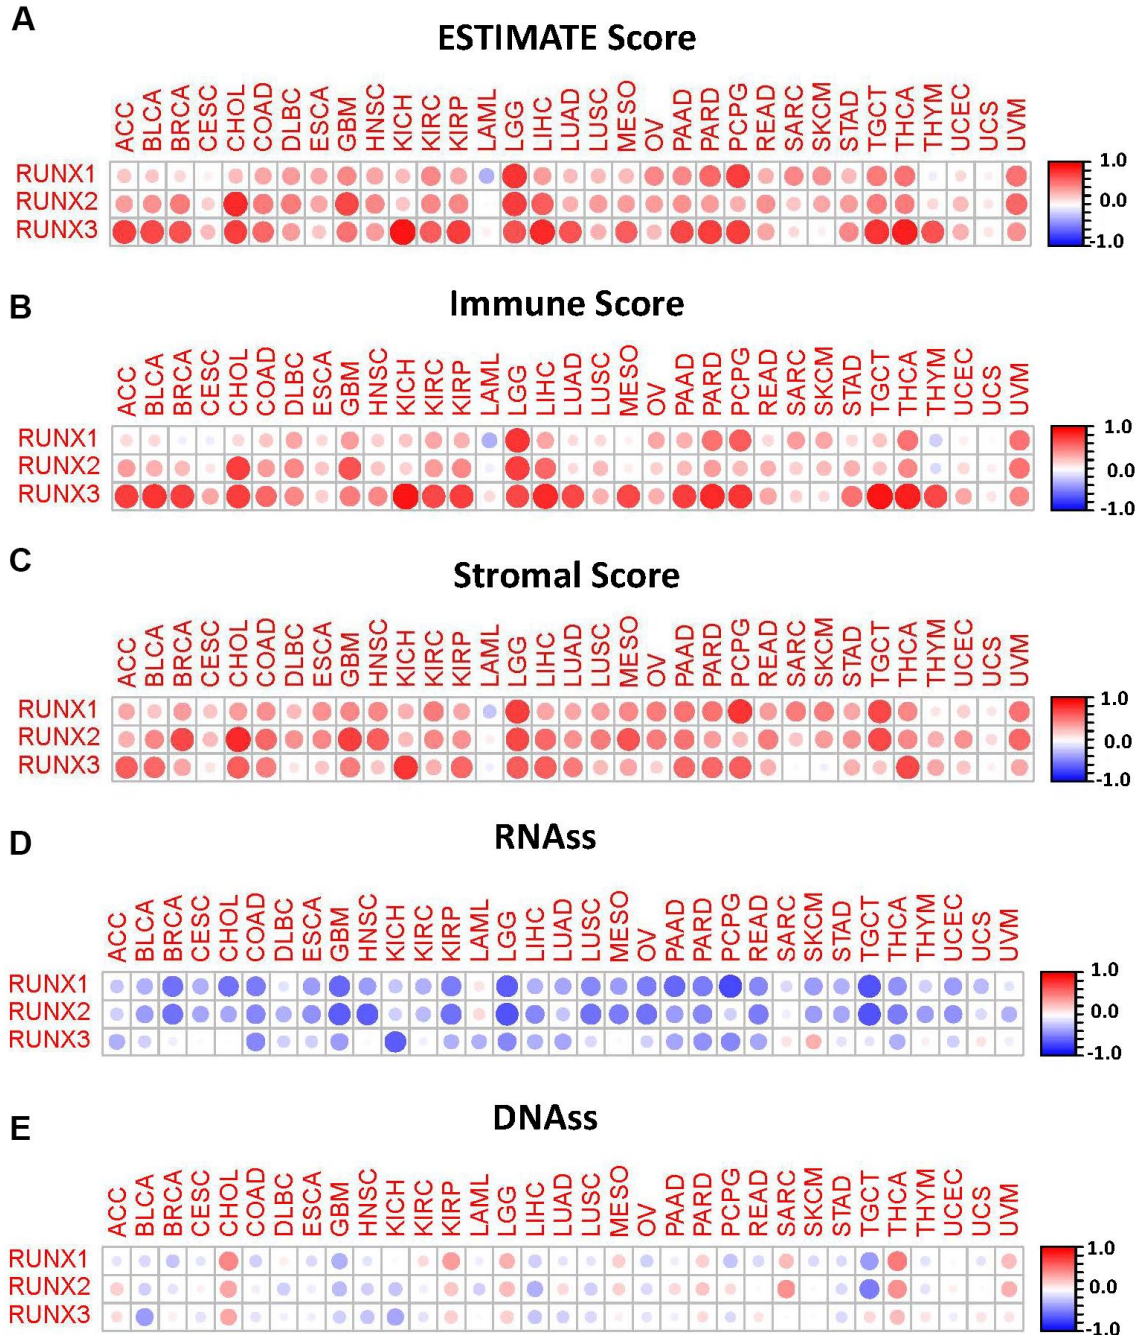 A
ESTIMATE Score
ACC BLCA BRCA CESC CHOL COAD DLBC ESCA GBM HNSC KICH KIRC KIRP LAML LGG LIHC LUAD LUSC MESO OV PAAD PARD PCPG READ SARC SKCM STAD TGCT THCA THYM UCEC UCS UVM
RUNX1
RUNX2
RUNX3
1.0
0.0
-1.0
B
Immune Score
ACC BLCA BRCA CESC CHOL COAD DLBC ESCA GBM HNSC KICH KIRC KIRP LAML LGG LIHC LUAD LUSC MESO OV PAAD PARD PCPG READ SARC SKCM STAD TGCT THCA THYM UCEC UCS UVM
RUNX1
RUNX2
RUNX3
1.0
0.0
-1.0
C
Stromal Score
ACC BLCA BRCA CESC CHOL COAD DLBC ESCA GBM HNSC KICH KIRC KIRP LAML LGG LIHC LUAD LUSC MESO OV PAAD PARD PCPG READ SARC SKCM STAD TGCT THCA THYM UCEC UCS UVM
RUNX1
RUNX2
RUNX3
1.0
0.0
-1.0
D
RNAss
ACC BLCA BRCA CESC CHOL COAD DLBC ESCA GBM HNSC KICH KIRC KIRP LAML LGG LIHC LUAD LUSC MESO OV PAAD PARD PCPG READ SARC SKCM STAD TGCT THCA THYM UCEC UCS UVM
RUNX1
RUNX2
RUNX3
1.0
0.0
-1.0
E
DNAss
ACC BLCA BRCA CESC CHOL COAD DLBC ESCA GBM HNSC KICH KIRC KIRP LAML LGG LIHC LUAD LUSC MESO OV PAAD PARD PCPG READ SARC SKCM STAD TGCT THCA THYM UCEC UCS UVM
RUNX1
RUNX2
RUNX3
1.0
0.0
-1.0